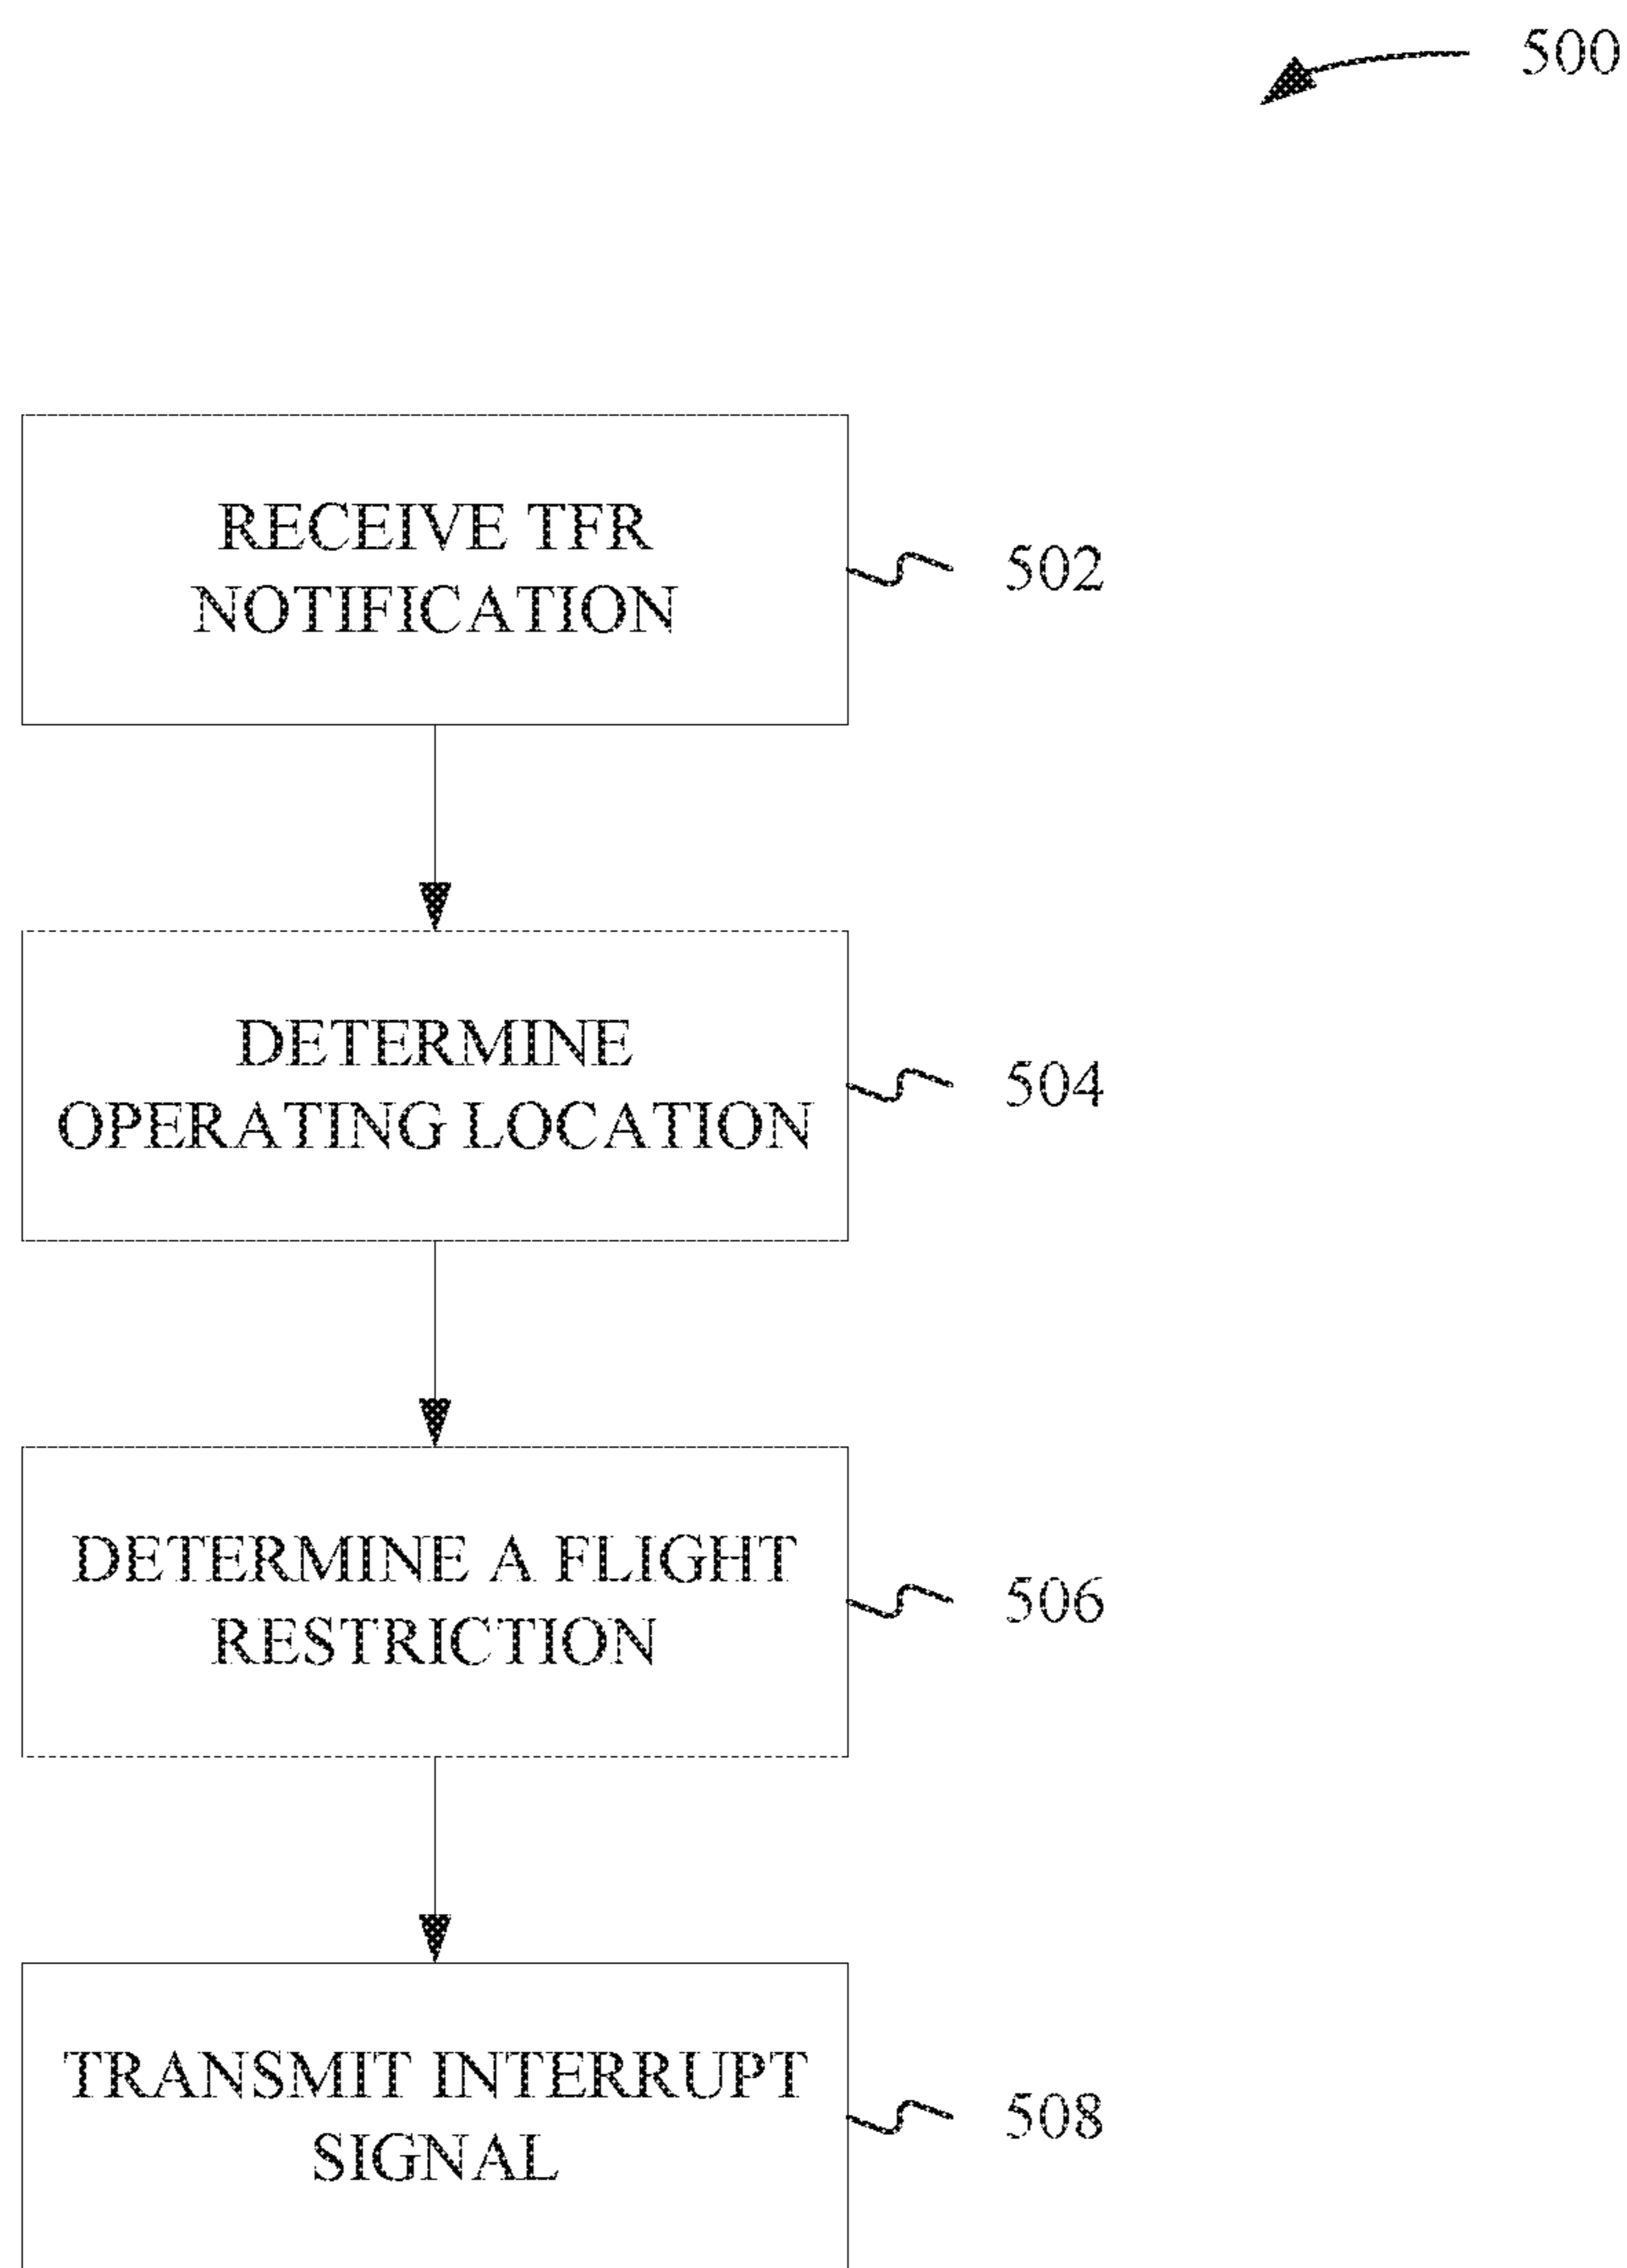 500
RECEIVE TFR
NOTIFICATION
502
DETERMINE
OPERATING LOCATION
504
DETERMINE A FLIGHT
RESTRICTION
506
TRANSMIT INTERRUPT
SIGNAL
508